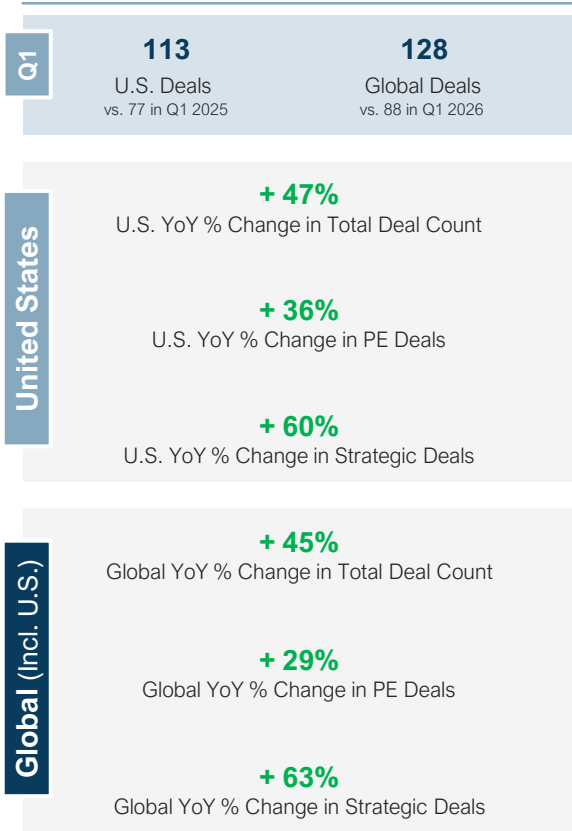 Q1
113
U.S. Deals
vs. 77 in Q1 2025
128
Global Deals
vs. 88 in Q1 2026
United States
+ 47%
U.S. YoY % Change in Total Deal Count
+ 36%
U.S. YoY % Change in PE Deals
+ 60%
U.S. YoY % Change in Strategic Deals
Global (Incl. U.S.)
+ 45%
Global YoY % Change in Total Deal Count
+ 29%
Global YoY % Change in PE Deals
+ 63%
Global YoY % Change in Strategic Deals